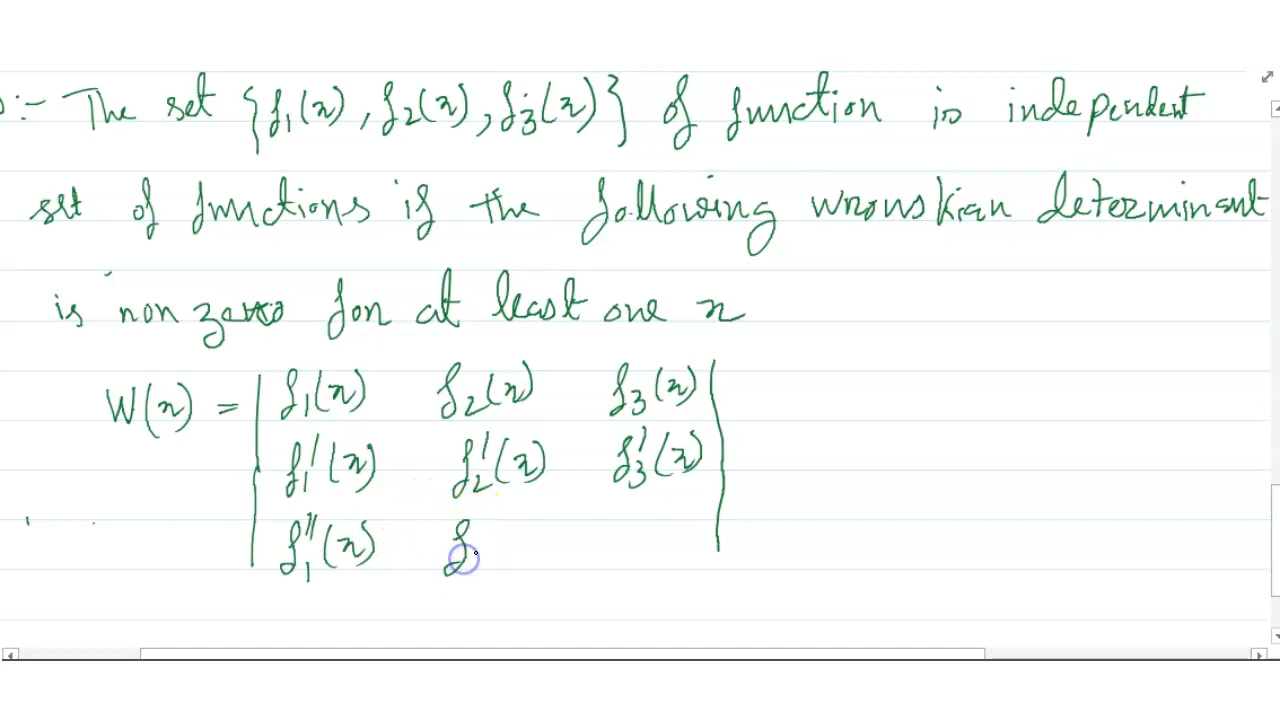 :- The set {f₁(x), f₂(x), f₃(x)} of function is independent
set of functions if the following wronskian determinant
is non zero for at least one x
W(x) = | f₁(x) f₂(x) f₃(x) |
| f₁'(x) f₂'(x) f₃'(x) |
| f₁''(x) f